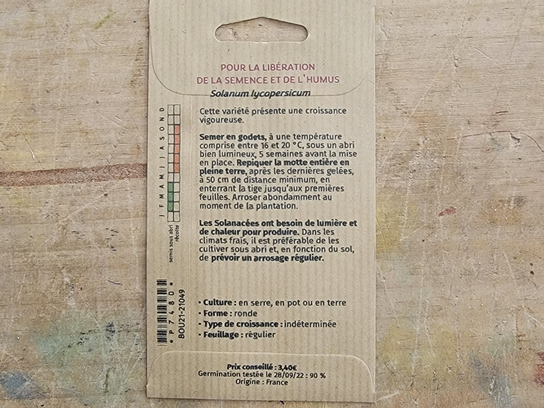 POUR LA LIBÉRATION
DE LA SEMENCE ET DE L'HUMUS
Solanum lycopersicum
Cette variété présente une croissance
vigoureuse.
Semer en godets, à une température
comprise entre 16 et 20 °C, sous un abri
bien lumineux, 5 semaines avant la mise
en place. Repiquer la motte entière en
pleine terre, après les dernières gelées,
à 50 cm de distance minimum, en
enterrant la tige jusqu'aux premières
feuilles. Arroser abondamment au
moment de la plantation.
Les Solanacées ont besoin de lumière et
de chaleur pour produire. Dans les
climats frais, il est préférable de les
cultiver sous abri et, en fonction du sol,
de prévoir un arrosage régulier.
J F M A M J J A S O N D
semis sous abri
récolte
*P7480*
BOU21-21049
• Culture : en serre, en pot ou en terre
• Forme : ronde
• Type de croissance : indéterminée
• Feuillage : régulier
Prix conseillé : 3,40€
Germination testée le 28/09/22 : 90 %
Origine : France